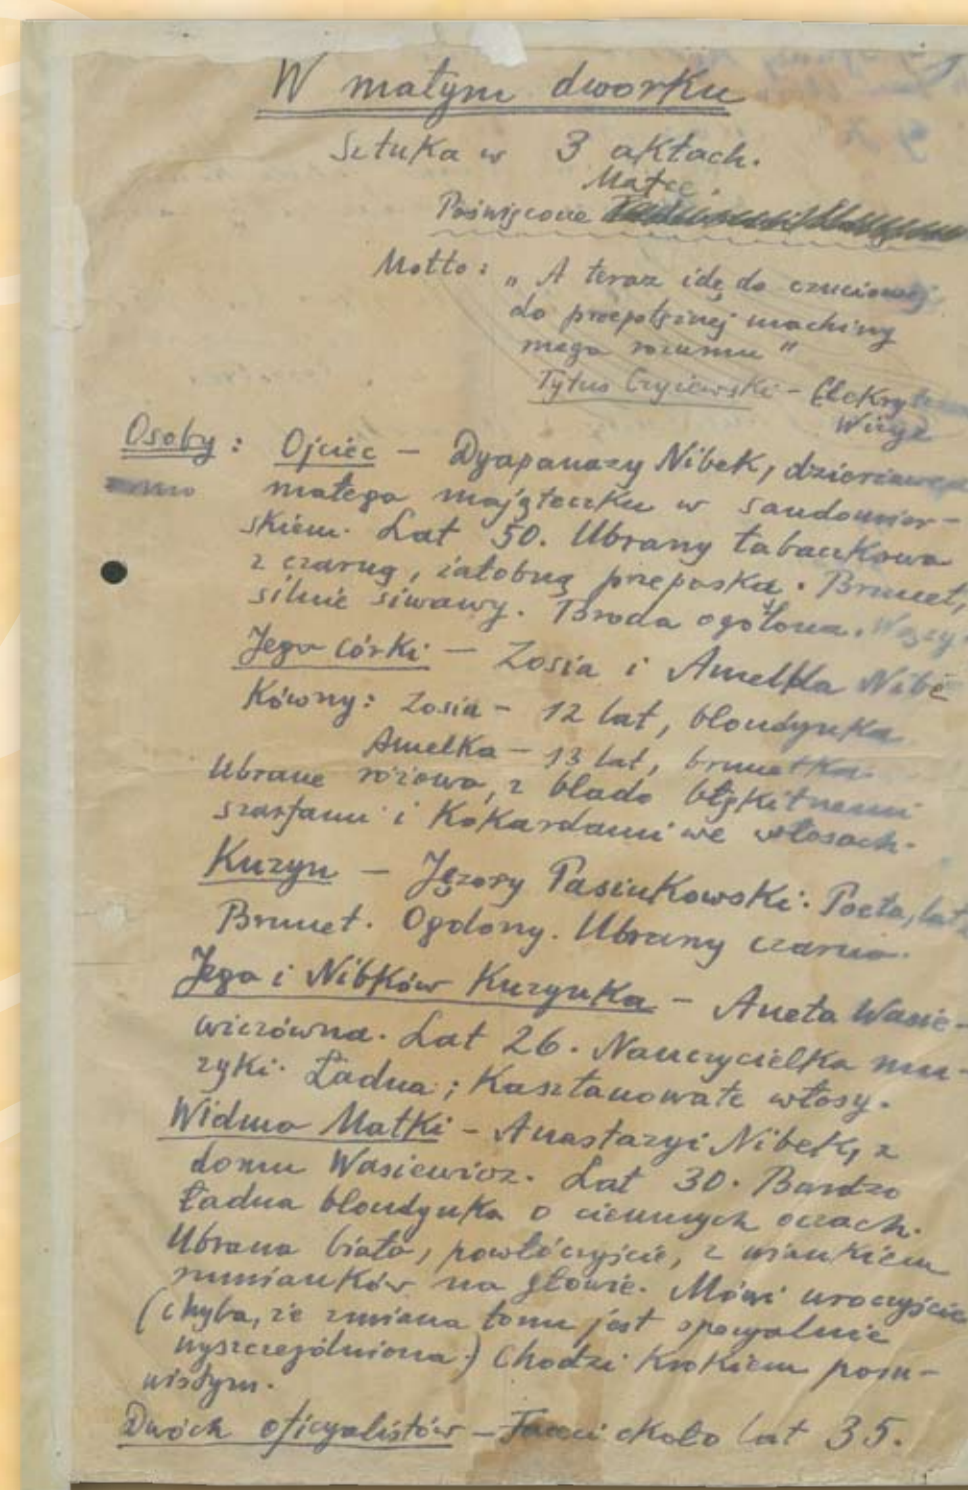 W małym dworku
Sztuka w 3 aktach.
Matce.
Poświęcone
Motto: „A teraz idę do czuciowej
do przepotężnej machiny
mego rozumu"
Tytus Czyżewski – Elektryczne
Wizye
Osoby: Ojciec – Dyapanazy Nibek, dzierżawca
małego mająteczku w sandomier-
skiem. Lat 50. Ubrany tabaczkowo
z czarną, żałobną przepaską. Brunet,
silnie siwawy. Broda ogolona. Wąsy.
Jego córki – Zosia i Amelka Nibe
kówny: Zosia – 12 lat, blondynka.
Amelka – 13 lat, brunetka.
Ubrane różowo, z blado błękitnemi
szarfami i kokardami we włosach.
Kuzyn – Jęzory Pasiukowski. Poeta, lat
Brunet. Ogolony. Ubrany czarno.
Jego i Nibków Kuzynka – Aneta Wasie-
wiczówna. Lat 26. Nauczycielka mu-
zyki. Ładna; Kasztanowate włosy.
Widmo Matki – Anastazyi Nibek, z
domu Wasiewicz. Lat 30. Bardzo
ładna blondynka o ciemnych oczach.
Ubrana biało, powłóczyście, z wiankiem
rumianków na głowie. Mówi uroczyście
(chyba, że zmiana tonu jest specyalnie
wyszczególniona.) Chodzi krokiem posu-
wistym.
Dwóch oficyalistów – Faceci około lat 35.